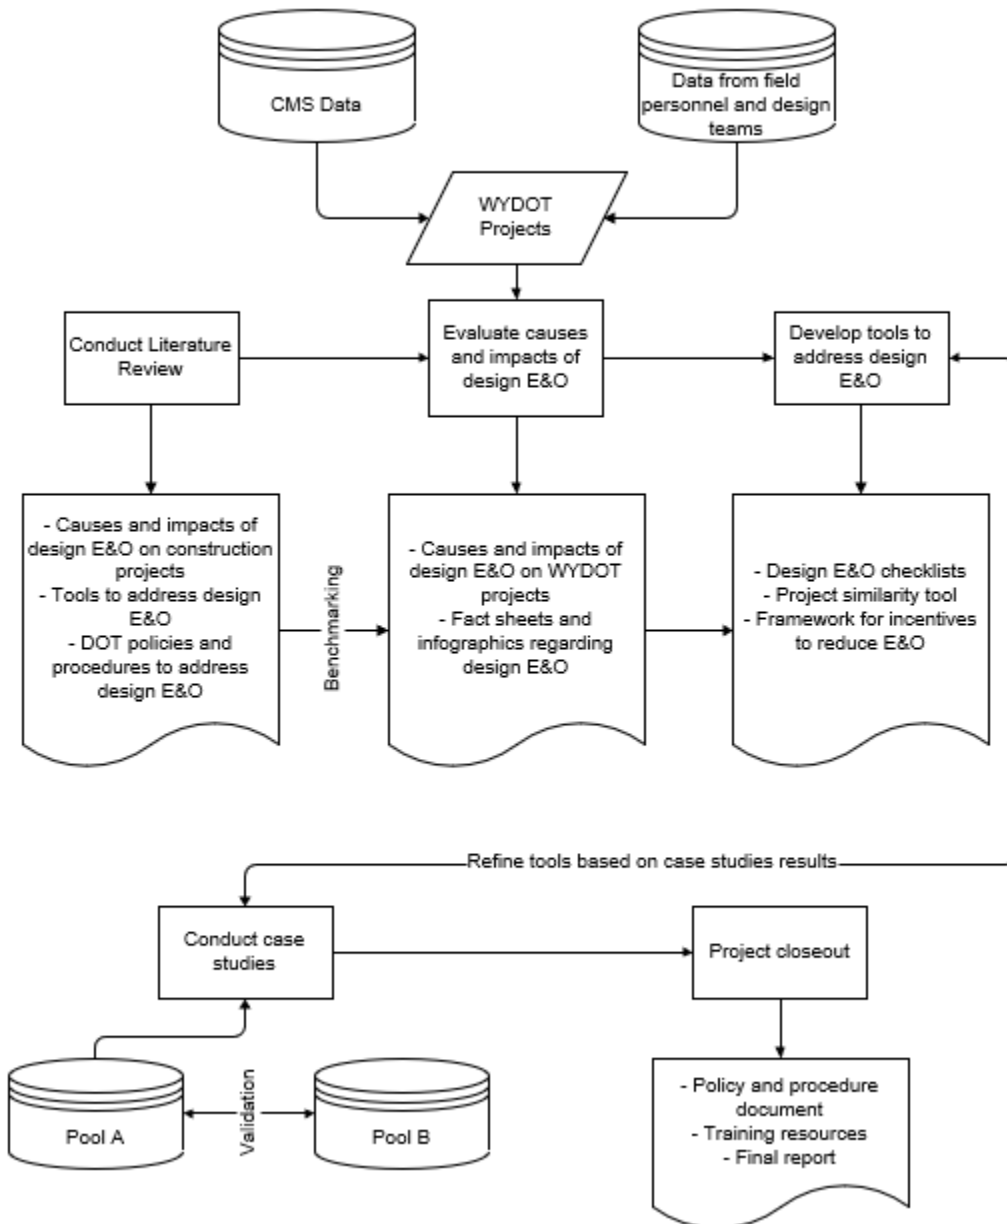 CMS Data
Data from field
personnel and design
teams
WYDOT
Projects
Conduct Literature
Review
Evaluate causes
and impacts of
design E&O
Develop tools to
address design
E&O
- Causes and impacts of
design E&O on construction
projects
- Tools to address design
E&O
- DOT policies and
procedures to address
design E&O
Benchmarking
- Causes and impacts of
design E&O on WYDOT
projects
- Fact sheets and
infographics regarding
design E&O
- Design E&O checklists
- Project similarity tool
- Framework for incentives
to reduce E&O
Refine tools based on case studies results
Conduct case
studies
Project closeout
Pool A
Validation
Pool B
- Policy and procedure
document
- Training resources
- Final report